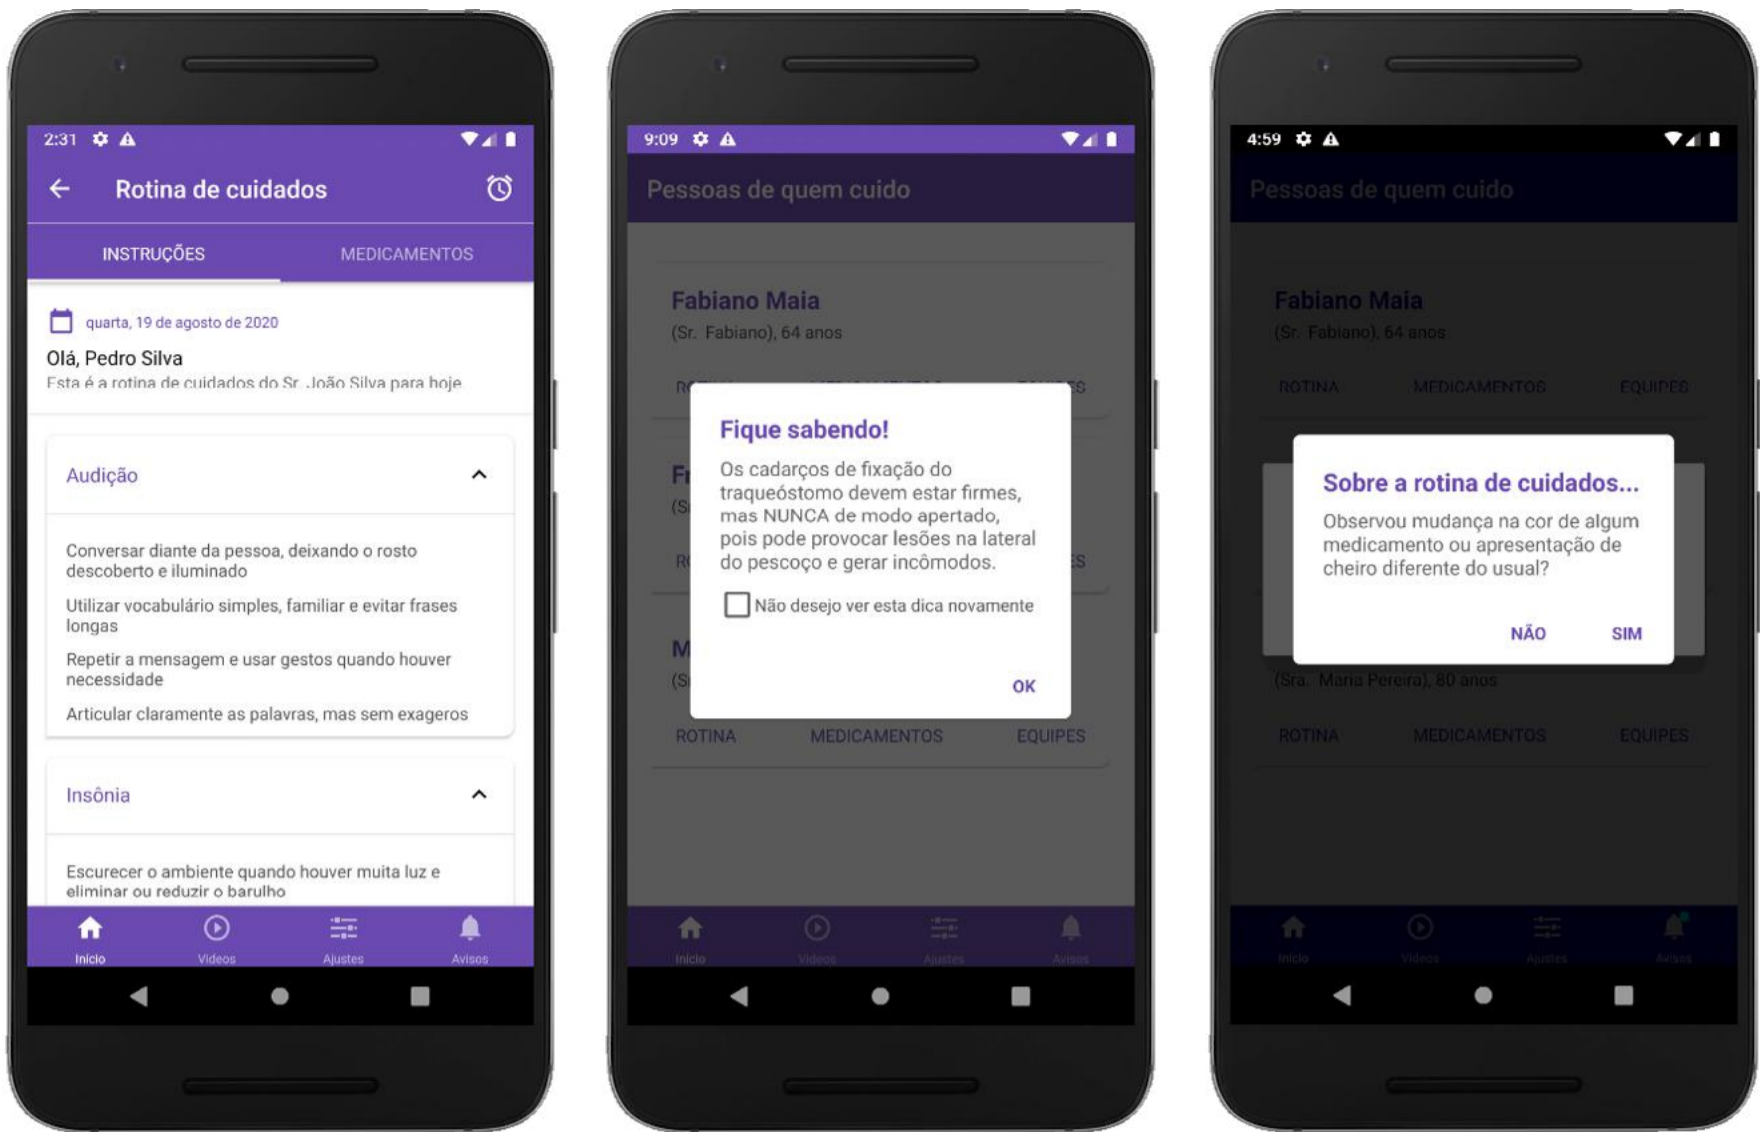 2:31
Rotina de cuidados
INSTRUÇÕES MEDICAMENTOS
quarta, 19 de agosto de 2020
Olá, Pedro Silva
Esta é a rotina de cuidados do Sr. João Silva para hoje
Audição
Conversar diante da pessoa, deixando o rosto
descoberto e iluminado
Utilizar vocabulário simples, familiar e evitar frases
longas
Repetir a mensagem e usar gestos quando houver
necessidade
Articular claramente as palavras, mas sem exageros
Insônia
Escurecer o ambiente quando houver muita luz e
eliminar ou reduzir o barulho
Início Vídeos Ajustes Avisos
9:09
Pessoas de quem cuido
Fabiano Maia
(Sr. Fabiano), 64 anos
Fique sabendo!
Os cadarços de fixação do
traqueóstomo devem estar firmes,
mas NUNCA de modo apertado,
pois pode provocar lesões na lateral
do pescoço e gerar incômodos.
Não desejo ver esta dica novamente
OK
ROTINA MEDICAMENTOS EQUIPES
Início Vídeos Ajustes Avisos
4:59
Pessoas de quem cuido
Fabiano Maia
(Sr. Fabiano), 64 anos
ROTINA MEDICAMENTOS EQUIPES
Sobre a rotina de cuidados...
Observou mudança na cor de algum
medicamento ou apresentação de
cheiro diferente do usual?
NÃO SIM
(Sra. Maria Pereira), 80 anos
ROTINA MEDICAMENTOS EQUIPES
Início Vídeos Ajustes Avisos